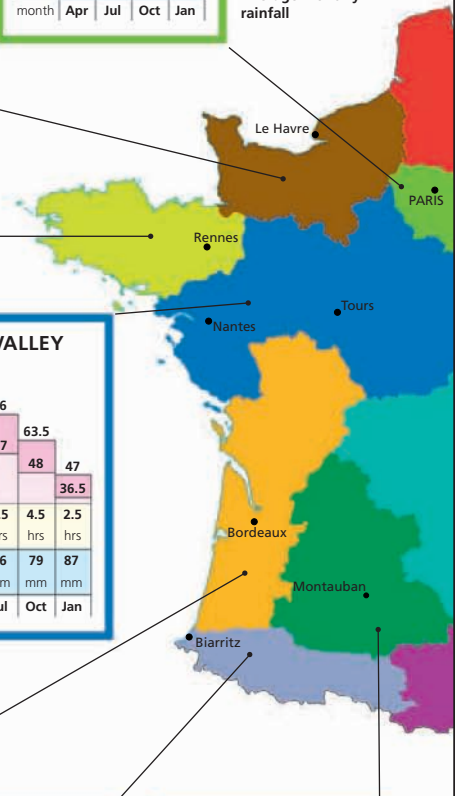 month Apr Jul Oct Jan
rainfall
Le Havre
PARIS
Rennes
Tours
Nantes
VALLEY
63.5
48
47
36.5
4.5 2.5
hrs hrs
79 87
mm mm
Oct Jan
Bordeaux
Montauban
Biarritz